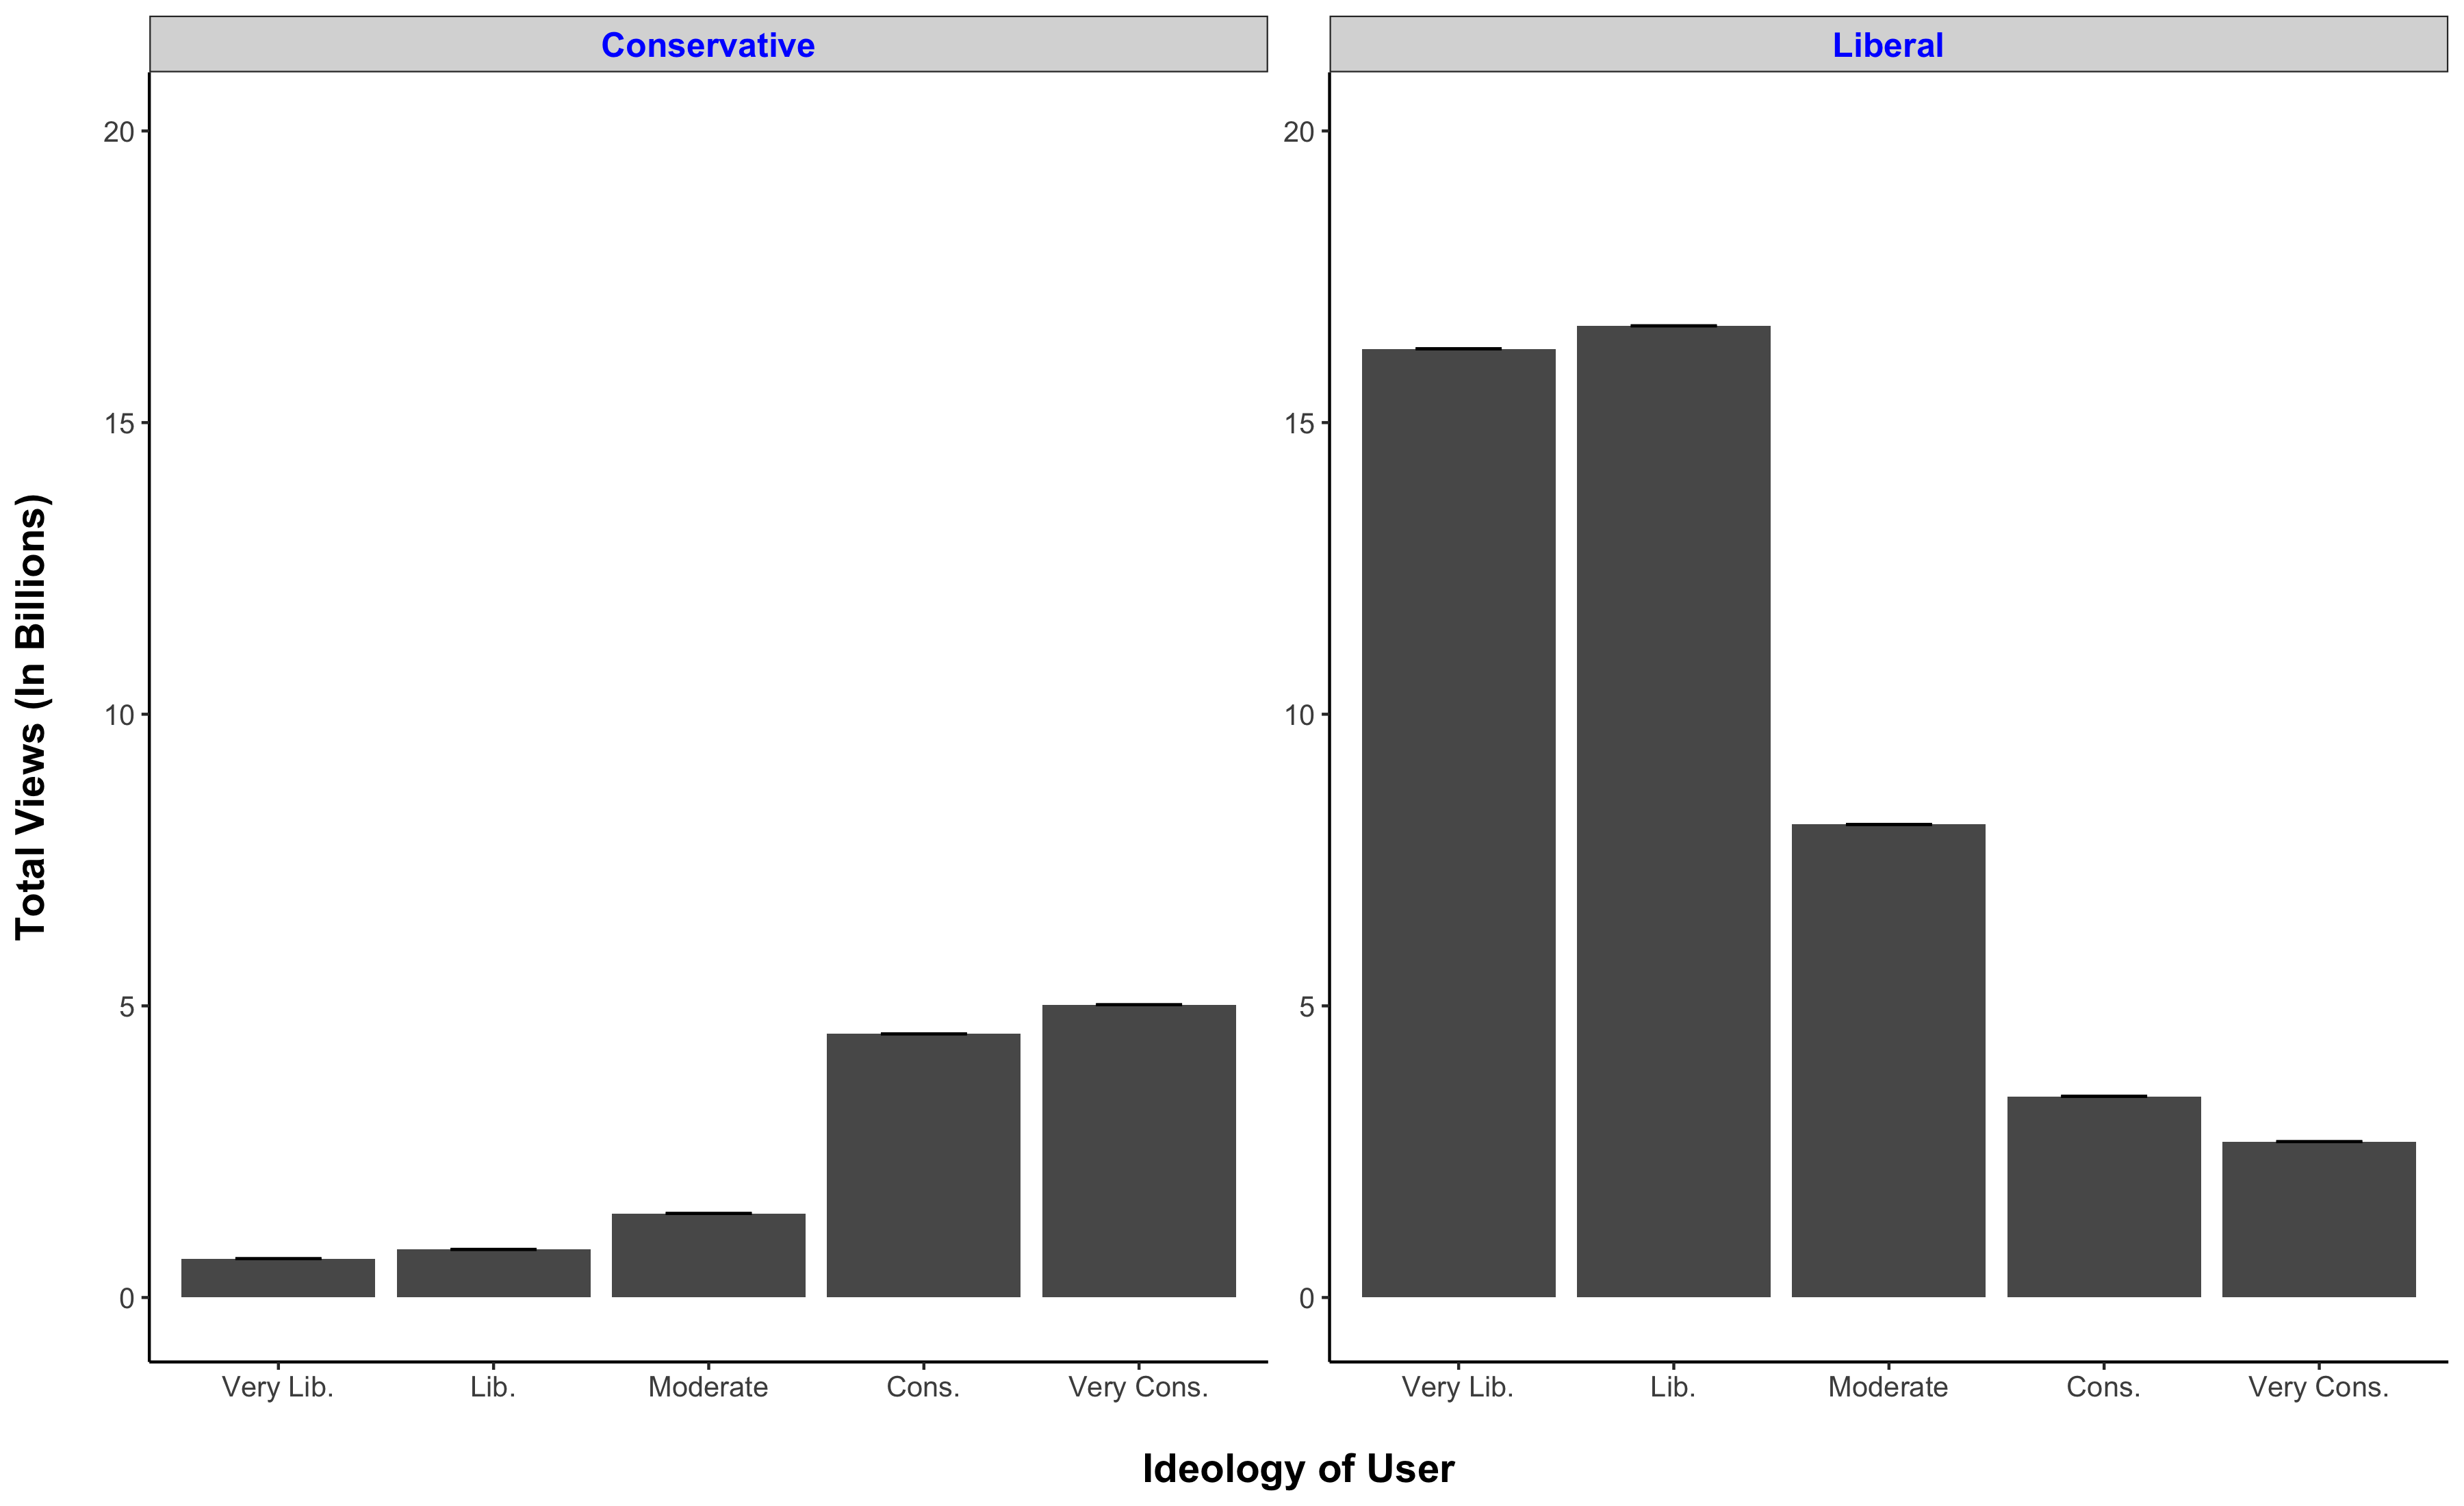 Conservative
Liberal
Total Views (In Billions)
20
15
10
5
0
20
15
10
5
0
Very Lib.
Lib.
Moderate
Cons.
Very Cons.
Very Lib.
Lib.
Moderate
Cons.
Very Cons.
Ideology of User